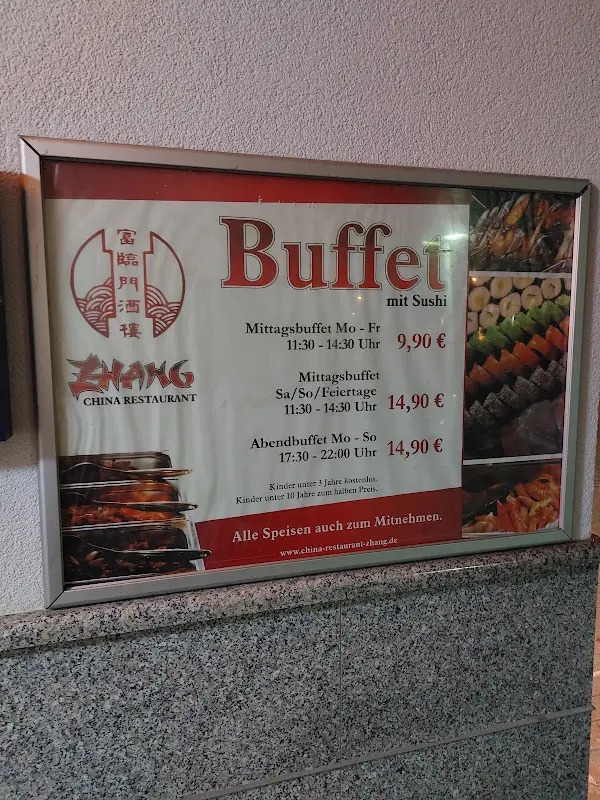 富臨門酒樓
ZHANG
CHINA RESTAURANT
Buffet
mit Sushi
Mittagsbuffet Mo - Fr
11:30 - 14:30 Uhr 9,90 €
Mittagsbuffet
Sa/So/Feiertage
11:30 - 14:30 Uhr 14,90 €
Abendbuffet Mo - So
17:30 - 22:00 Uhr 14,90 €
Kinder unter 3 Jahre kostenlos.
Kinder unter 10 Jahre zum halben Preis.
Alle Speisen auch zum Mitnehmen.
www.china-restaurant-zhang.de